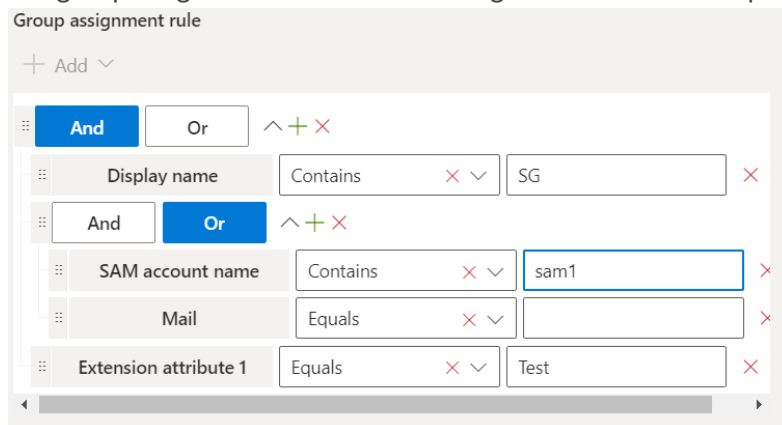 Group assignment rule
Add
And Or
Display name Contains SG
And Or
SAM account name Contains sam1
Mail Equals
Extension attribute 1 Equals Test